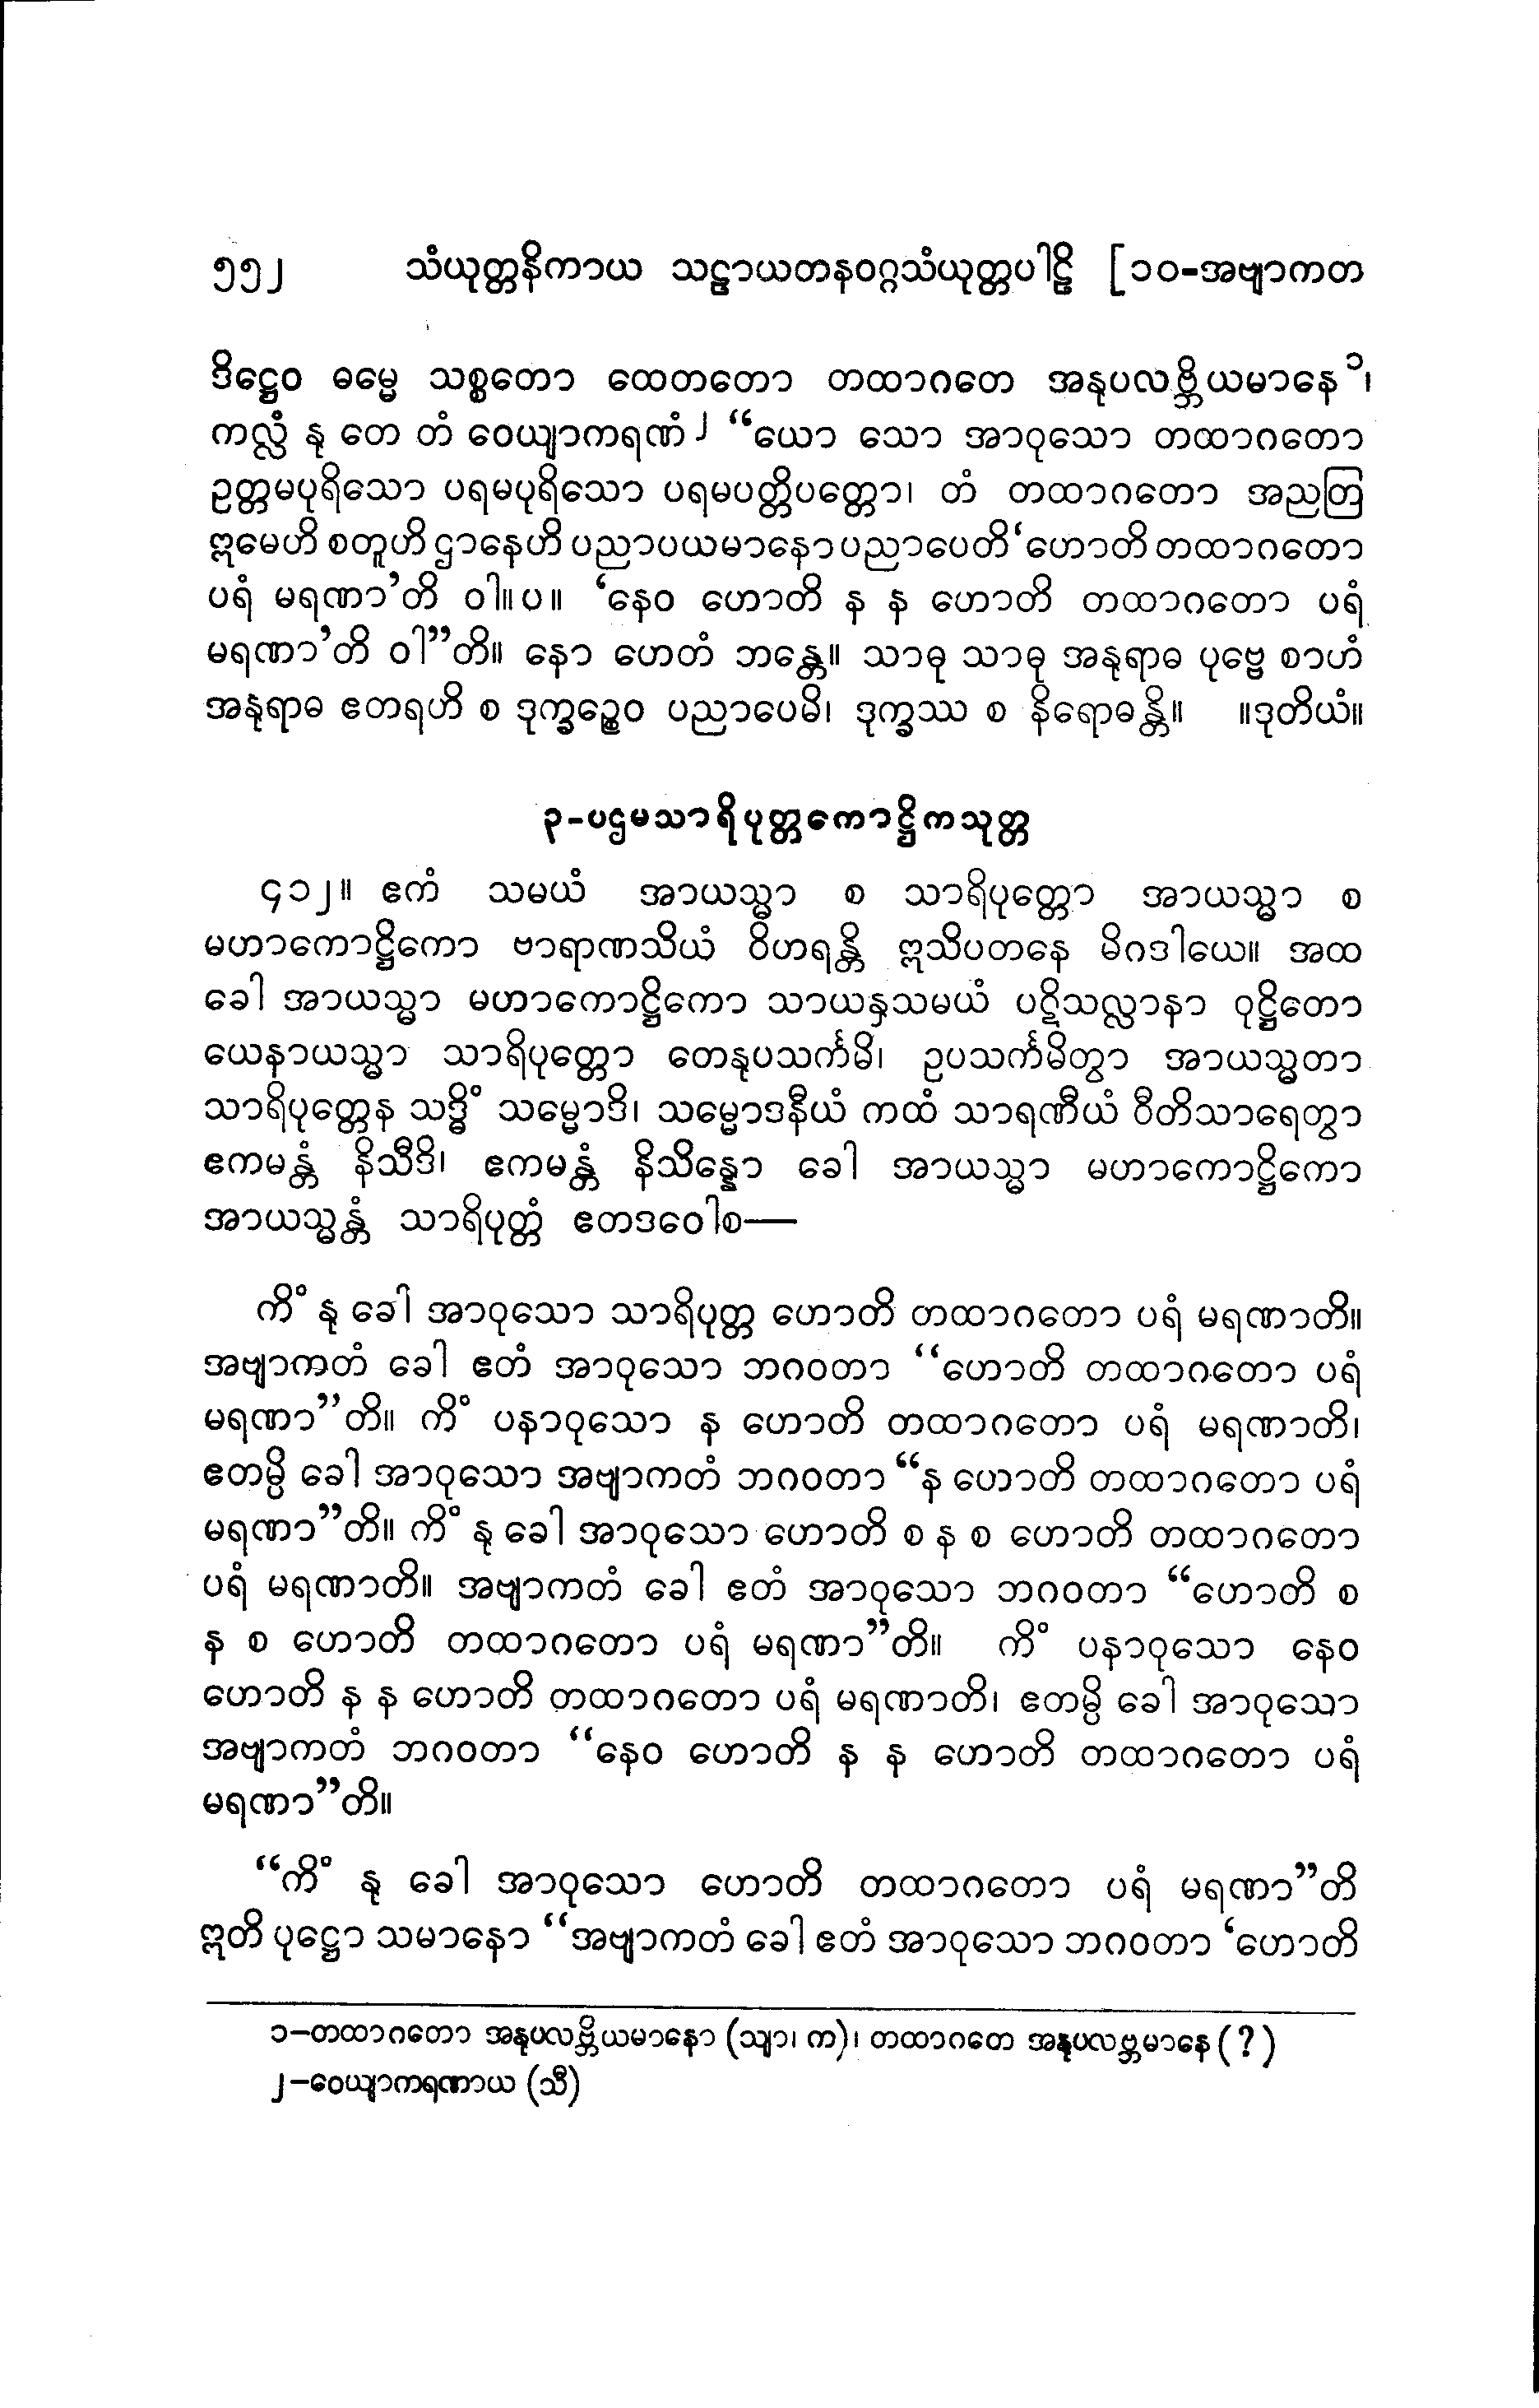 ၅၅၂ သံယုတ္တနိကာယ သဠာယတနဝဂ္ဂသံယုတ္တပါဠိ [၁၀-အဗျာကတ
ဒိဋ္ဌေဝ ဓမ္မေ သစ္စတော ထေတတော တထာဂတေ အနုပလဗ္ဘိယမာနေ ၁၊
ကလ္လံ နု တေ တံ ဝေယျာကရဏံ ၂ “ယော သော အာဝုသော တထာဂတော
ဥတ္တမပုရိသော ပရမပုရိသော ပရမပတ္တိပတ္တော၊ တံ တထာဂတော အညတြ
ဣမေဟိ စတူဟိ ဌာနေဟိ ပညာပယမာနော ပညာပေတိ ‘ဟောတိ တထာဂတော
ပရံ မရဏာ’တိ ဝါ။ပ။ ‘နေဝ ဟောတိ န န ဟောတိ တထာဂတော ပရံ
မရဏာ’တိ ဝါ”တိ။ နော ဟေတံ ဘန္တေ။ သာဓု သာဓု အနုရာဓ ပုဗ္ဗေ စာဟံ
အနုရာဓ ဧတရဟိ စ ဒုက္ခဉ္စေဝ ပညာပေမိ၊ ဒုက္ခဿ စ နိရောဓန္တိ။ ။ဒုတိယံ။
၃-ပဌမသာရိပုတ္တကောဋ္ဌိကသုတ္တ
၄၁၂။ ဧကံ သမယံ အာယသ္မာ စ သာရိပုတ္တော အာယသ္မာ စ
မဟာကောဋ္ဌိကော ဗာရာဏသိယံ ဝိဟရန္တိ ဣသိပတနေ မိဂဒါယေ။ အထ
ခေါ အာယသ္မာ မဟာကောဋ္ဌိကော သာယနှသမယံ ပဋိသလ္လာနာ ဝုဋ္ဌိတော
ယေနာယသ္မာ သာရိပုတ္တော တေနုပသင်္ကမိ၊ ဥပသင်္ကမိတွာ အာယသ္မတာ
သာရိပုတ္တေန သဒ္ဓိံ သမ္မောဒိ၊ သမ္မောဒနီယံ ကထံ သာရဏီယံ ဝီတိသာရေတွာ
ဧကမန္တံ နိသီဒိ၊ ဧကမန္တံ နိသိန္နော ခေါ အာယသ္မာ မဟာကောဋ္ဌိကော
အာယသ္မန္တံ သာရိပုတ္တံ ဧတဒဝေါစ—
ကိံ နု ခေါ အာဝုသော သာရိပုတ္တ ဟောတိ တထာဂတော ပရံ မရဏာတိ။
အဗျာကတံ ခေါ ဧတံ အာဝုသော ဘဂဝတာ “ဟောတိ တထာဂတော ပရံ
မရဏာ”တိ။ ကိံ ပနာဝုသော န ဟောတိ တထာဂတော ပရံ မရဏာတိ၊
ဧတမ္ပိ ခေါ အာဝုသော အဗျာကတံ ဘဂဝတာ “န ဟောတိ တထာဂတော ပရံ
မရဏာ”တိ။ ကိံ နု ခေါ အာဝုသော ဟောတိ စ န စ ဟောတိ တထာဂတော
ပရံ မရဏာတိ။ အဗျာကတံ ခေါ ဧတံ အာဝုသော ဘဂဝတာ “ဟောတိ စ
န စ ဟောတိ တထာဂတော ပရံ မရဏာ”တိ။ ကိံ ပနာဝုသော နေဝ
ဟောတိ န န ဟောတိ တထာဂတော ပရံ မရဏာတိ၊ ဧတမ္ပိ ခေါ အာဝုသော
အဗျာကတံ ဘဂဝတာ “နေဝ ဟောတိ န န ဟောတိ တထာဂတော ပရံ
မရဏာ”တိ။
“ကိံ နု ခေါ အာဝုသော ဟောတိ တထာဂတော ပရံ မရဏာ”တိ
ဣတိ ပုဋ္ဌော သမာနော “အဗျာကတံ ခေါ ဧတံ အာဝုသော ဘဂဝတာ ‘ဟောတိ
၁-တထာဂတော အနုပလဗ္ဘိယမာနော (သျာ၊ က)၊ တထာဂတေ အနုပလဗ္ဘမာနေ (?)
၂-ဝေယျာကရဏာယ (သီ)